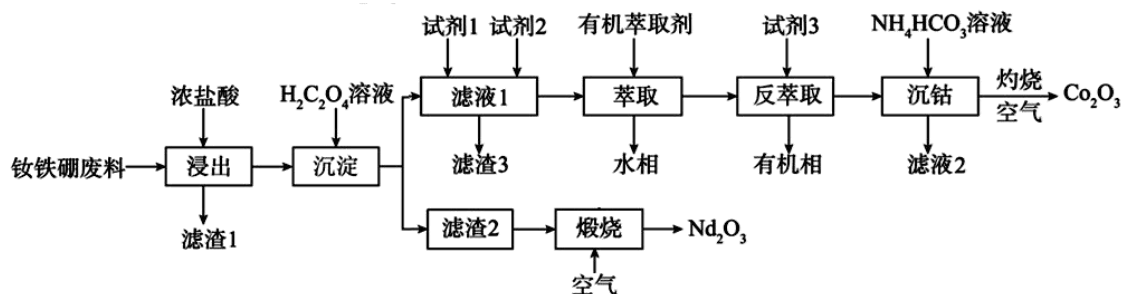 试剂1 试剂2 有机萃取剂 试剂3 NH₄HCO₃溶液
浓盐酸 H₂C₂O₄溶液 滤液1 萃取 反萃取 沉钴 灼烧 空气 Co₂O₃
钕铁硼废料 浸出 沉淀 滤渣3 水相 有机相 滤液2
滤渣1 滤渣2 煅烧 Nd₂O₃
空气